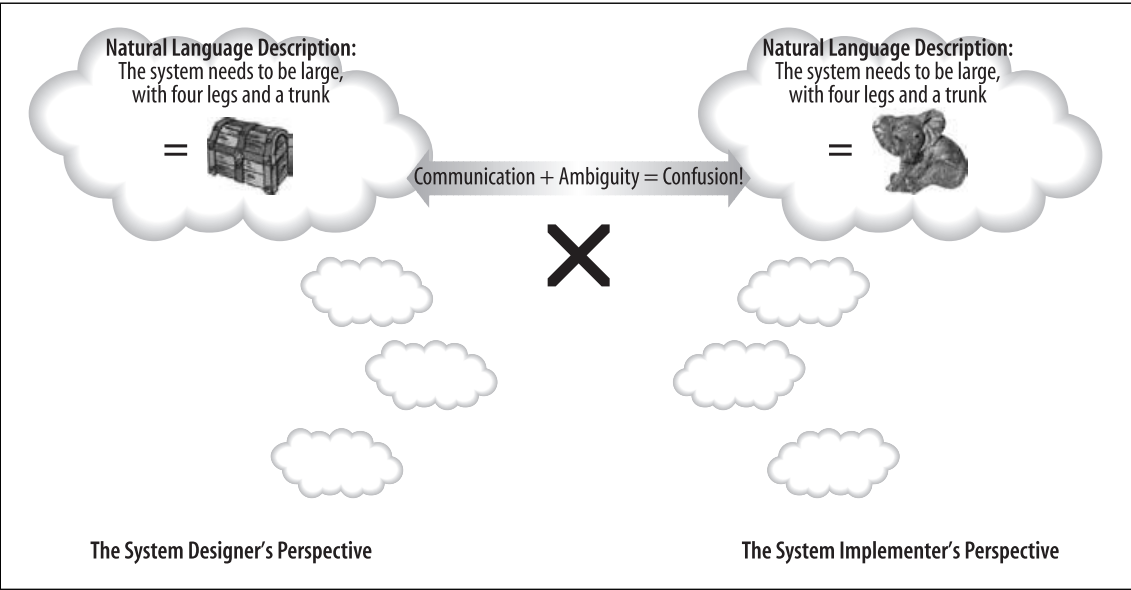 Natural Language Description:
The system needs to be large,
with four legs and a trunk
=
Natural Language Description:
The system needs to be large,
with four legs and a trunk
=
Communication + Ambiguity = Confusion!
The System Designer's Perspective
The System Implementer's Perspective